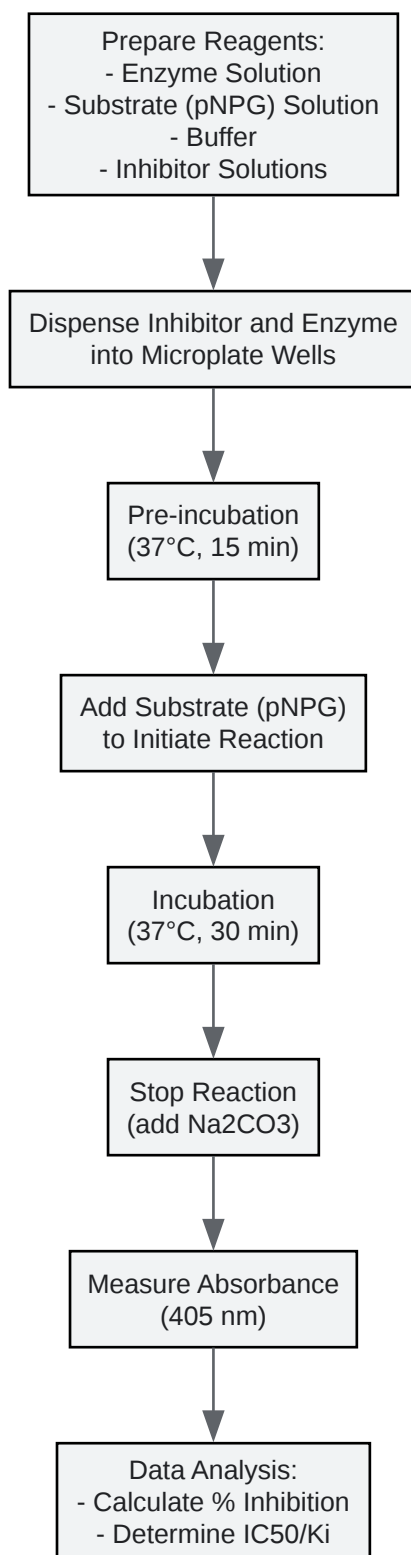 Prepare Reagents:
- Enzyme Solution
- Substrate (pNPG) Solution
- Buffer
- Inhibitor Solutions
Dispense Inhibitor and Enzyme
into Microplate Wells
Pre-incubation
(37°C, 15 min)
Add Substrate (pNPG)
to Initiate Reaction
Incubation
(37°C, 30 min)
Stop Reaction
(add Na2CO3)
Measure Absorbance
(405 nm)
Data Analysis:
- Calculate % Inhibition
- Determine IC50/Ki